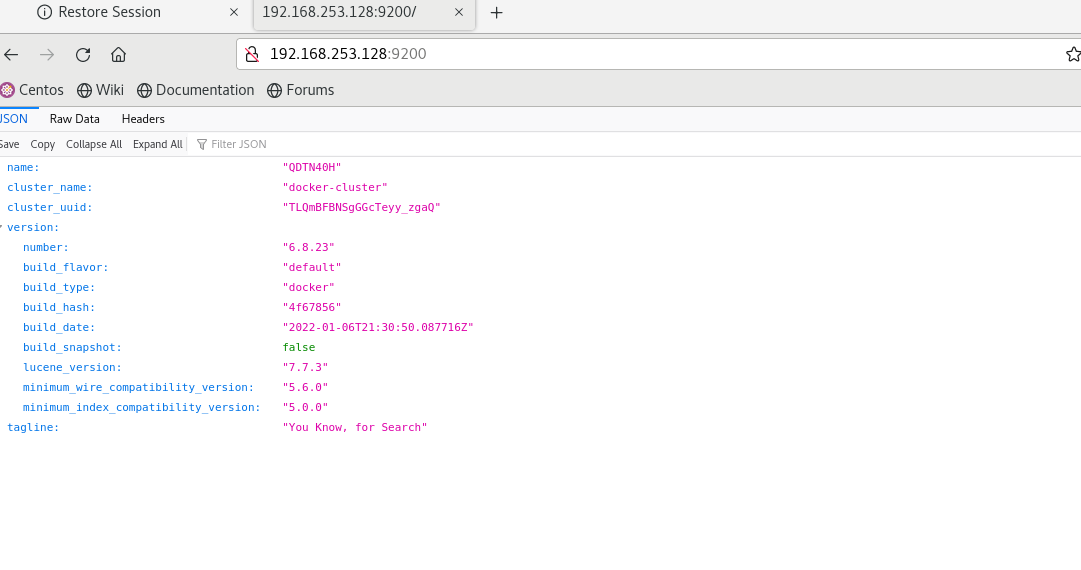 Restore Session × 192.168.253.128:9200/ × +
192.168.253.128:9200
Centos Wiki Documentation Forums
JSON Raw Data Headers
Save Copy Collapse All Expand All Filter JSON
name: "QDTN40H"
cluster_name: "docker-cluster"
cluster_uuid: "TLQmBFBNSgGGcTeyy_zgaQ"
version:
number: "6.8.23"
build_flavor: "default"
build_type: "docker"
build_hash: "4f67856"
build_date: "2022-01-06T21:30:50.087716Z"
build_snapshot: false
lucene_version: "7.7.3"
minimum_wire_compatibility_version: "5.6.0"
minimum_index_compatibility_version: "5.0.0"
tagline: "You Know, for Search"